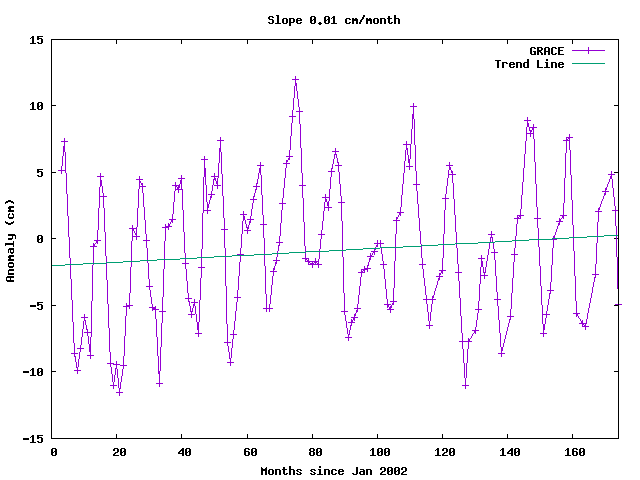 Slope 0.01 cm/month
GRACE
Trend Line
15
10
5
0
-5
-10
-15
Anomaly (cm)
0 20 40 60 80 100 120 140 160
Months since Jan 2002